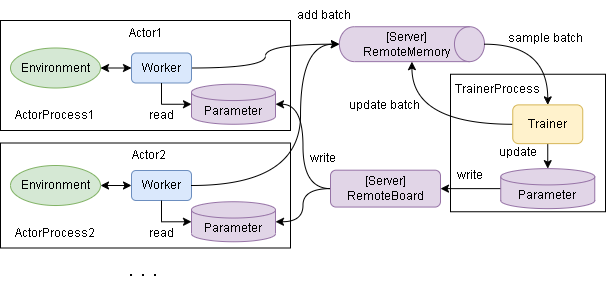 Actor1
add batch
[Server]
RemoteMemory
sample batch
Environment
Worker
ActorProcess1
read
Parameter
update batch
TrainerProcess
Trainer
update
Parameter
Actor2
write
[Server]
RemoteBoard
write
Environment
Worker
ActorProcess2
read
Parameter
. . .